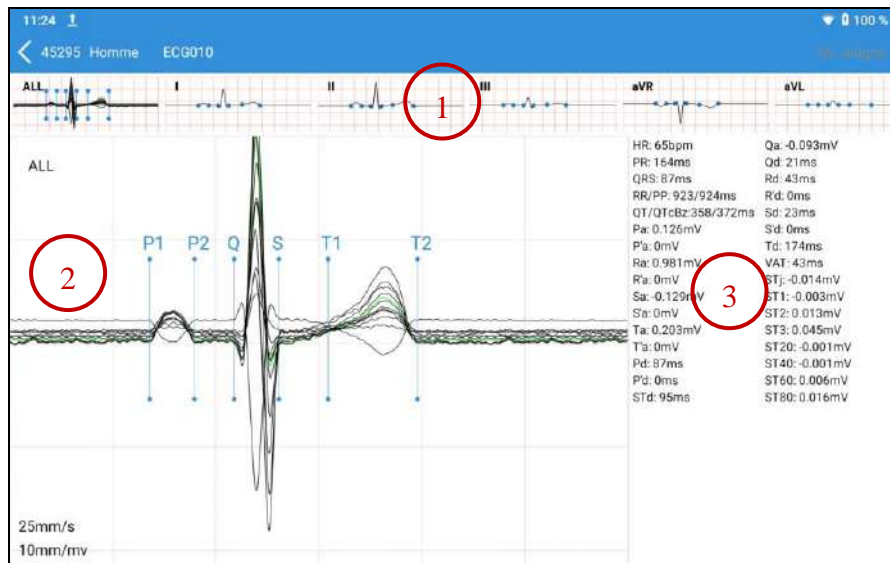 11:24 100 %
45295 Homme ECG010
ALL I II III aVR aVL
1
ALL
P1 P2 Q S T1 T2
2
25mm/s
10mm/mv
HR: 65bpm Qa: -0.093mV
PR: 164ms Qd: 21ms
QRS: 87ms Rd: 43ms
RR/PP: 923/924ms R'd: 0ms
QT/QTcBz:358/372ms Sd: 23ms
Pa: 0.126mV S'd: 0ms
P'a: 0mV Td: 174ms
Ra: 0.981mV VAT: 43ms
R'a: 0mV STj: -0.014mV
Sa: -0.129mV ST1: -0.003mV
S'a: 0mV ST2: 0.013mV
Ta: 0.203mV ST3: 0.045mV
T'a: 0mV ST20: -0.001mV
Pd: 87ms ST40: -0.001mV
P'd: 0ms ST60: 0.006mV
STd: 95ms ST80: 0.016mV
3